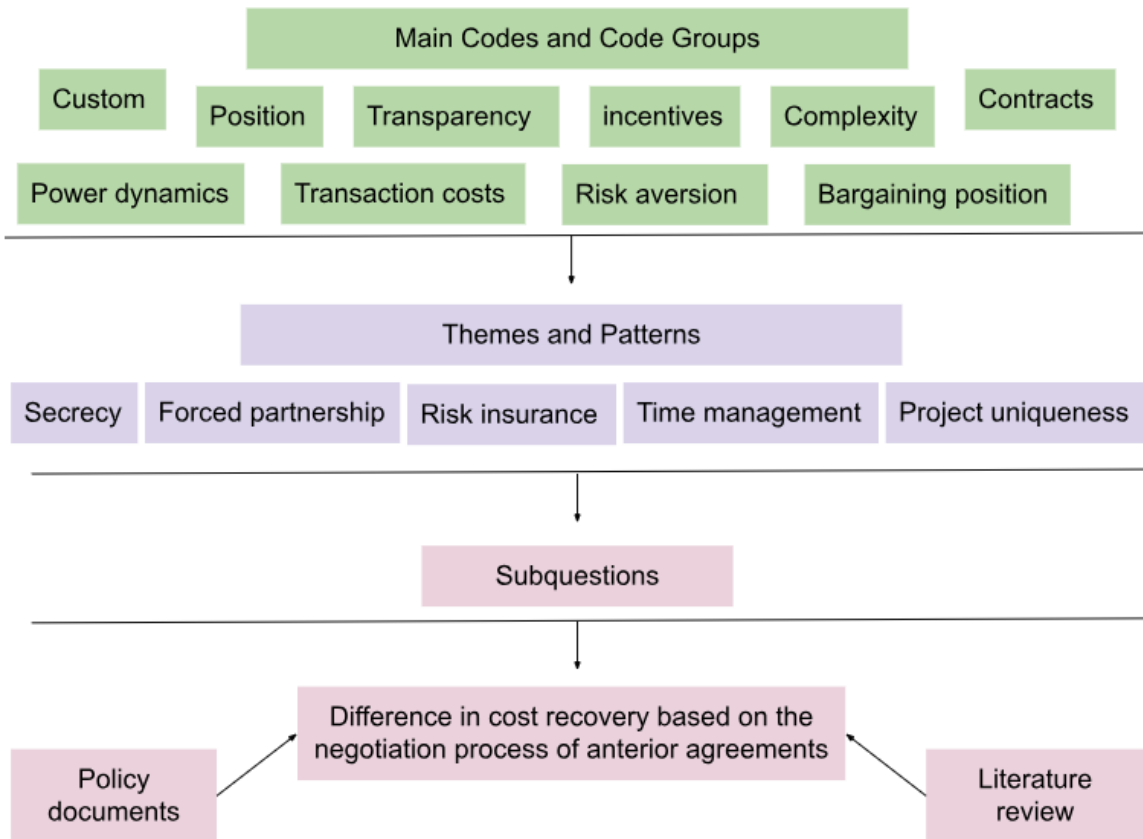 Main Codes and Code Groups
Custom
Position
Transparency
incentives
Complexity
Contracts
Power dynamics
Transaction costs
Risk aversion
Bargaining position
Themes and Patterns
Secrecy
Forced partnership
Risk insurance
Time management
Project uniqueness
Subquestions
Difference in cost recovery based on the
negotiation process of anterior agreements
Policy
documents
Literature
review